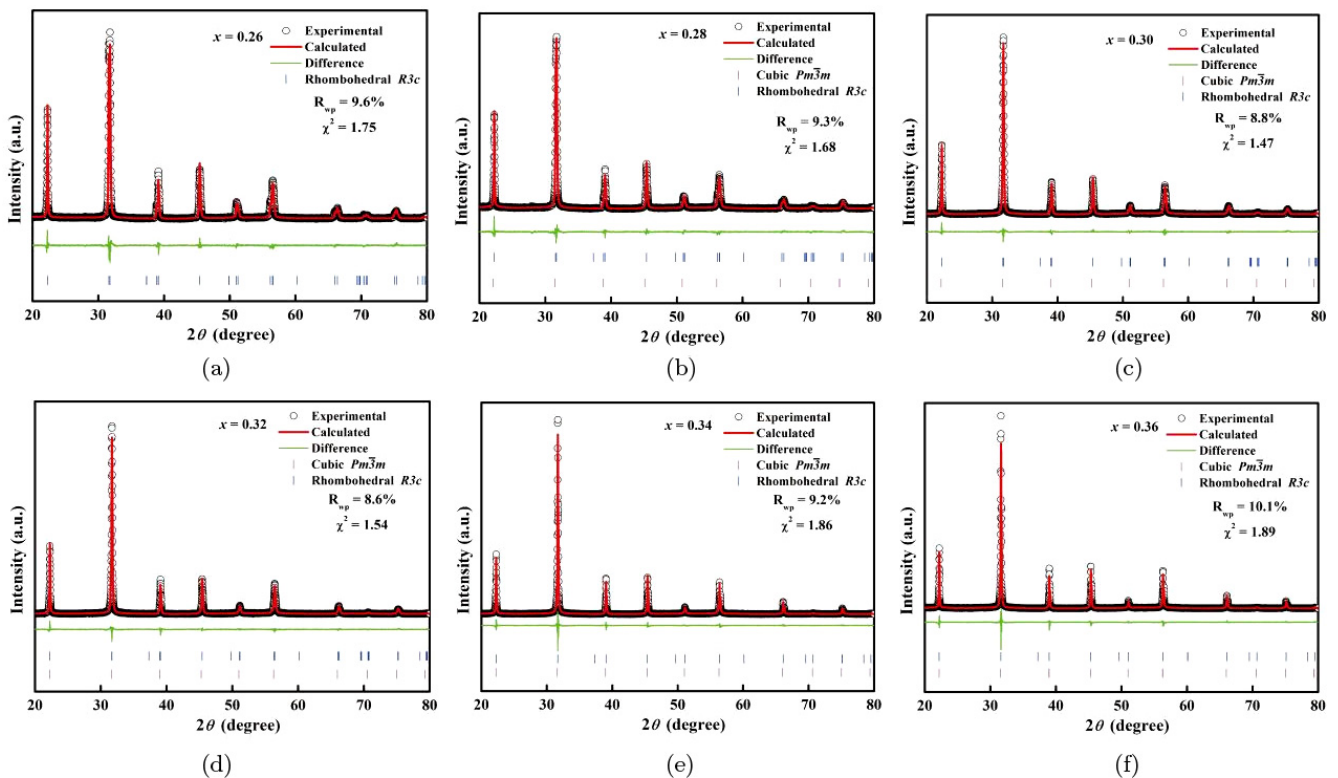 x = 0.26
Experimental
Calculated
Difference
Rhombohedral R3c
R_wp = 9.6%
χ² = 1.75
Intensity (a.u.)
20 30 40 50 60 70 80
2θ (degree)
(a)
x = 0.28
Experimental
Calculated
Difference
Cubic Pm3̅m
Rhombohedral R3c
R_wp = 9.3%
χ² = 1.68
Intensity (a.u.)
20 30 40 50 60 70 80
2θ (degree)
(b)
x = 0.30
Experimental
Calculated
Difference
Cubic Pm3̅m
Rhombohedral R3c
R_wp = 8.8%
χ² = 1.47
Intensity (a.u.)
20 30 40 50 60 70 80
2θ (degree)
(c)
x = 0.32
Experimental
Calculated
Difference
Cubic Pm3̅m
Rhombohedral R3c
R_wp = 8.6%
χ² = 1.54
Intensity (a.u.)
20 30 40 50 60 70 80
2θ (degree)
(d)
x = 0.34
Experimental
Calculated
Difference
Cubic Pm3̅m
Rhombohedral R3c
R_wp = 9.2%
χ² = 1.86
Intensity (a.u.)
20 30 40 50 60 70 80
2θ (degree)
(e)
x = 0.36
Experimental
Calculated
Difference
Cubic Pm3̅m
Rhombohedral R3c
R_wp = 10.1%
χ² = 1.89
Intensity (a.u.)
20 30 40 50 60 70 80
2θ (degree)
(f)